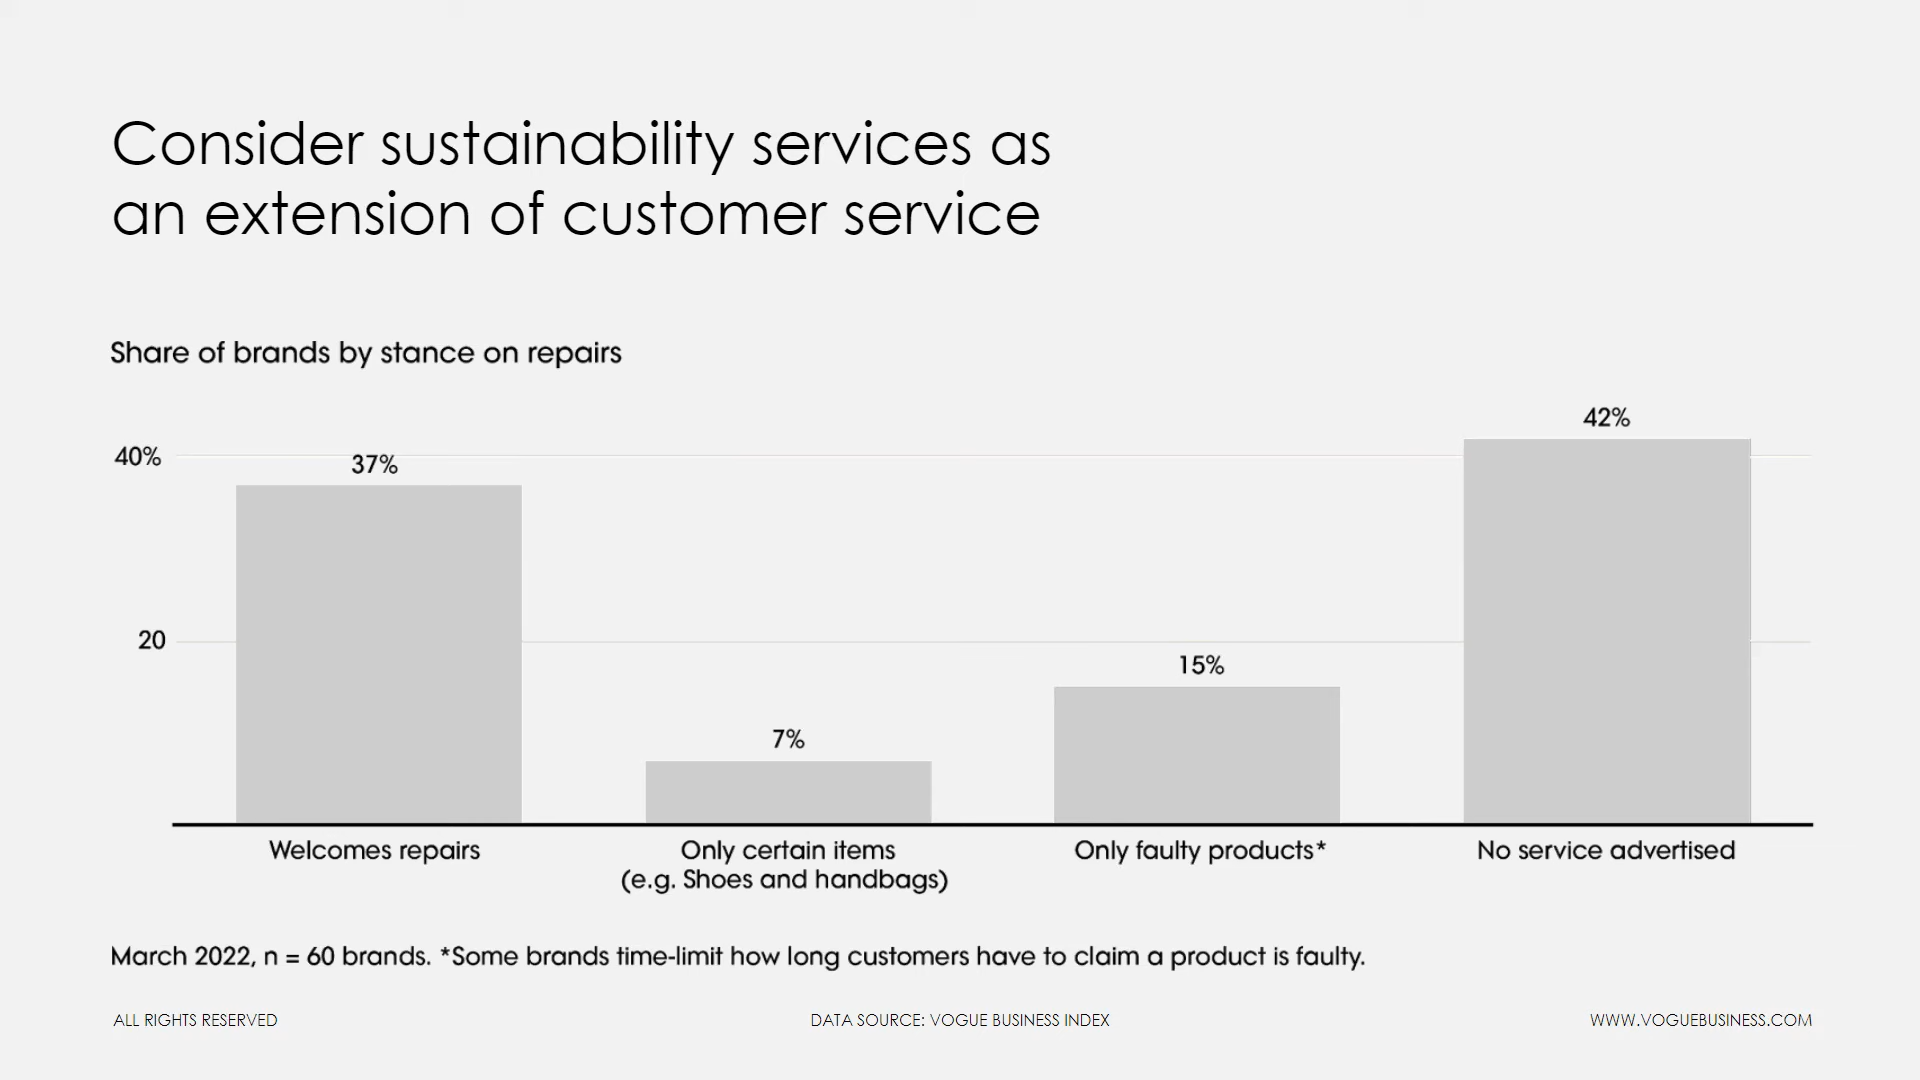 Consider sustainability services as
an extension of customer service
Share of brands by stance on repairs
40%
20
37%
7%
15%
42%
Welcomes repairs
Only certain items
(e.g. Shoes and handbags)
Only faulty products*
No service advertised
March 2022, n = 60 brands. *Some brands time-limit how long customers have to claim a product is faulty.
ALL RIGHTS RESERVED
DATA SOURCE: VOGUE BUSINESS INDEX
WWW.VOGUEBUSINESS.COM